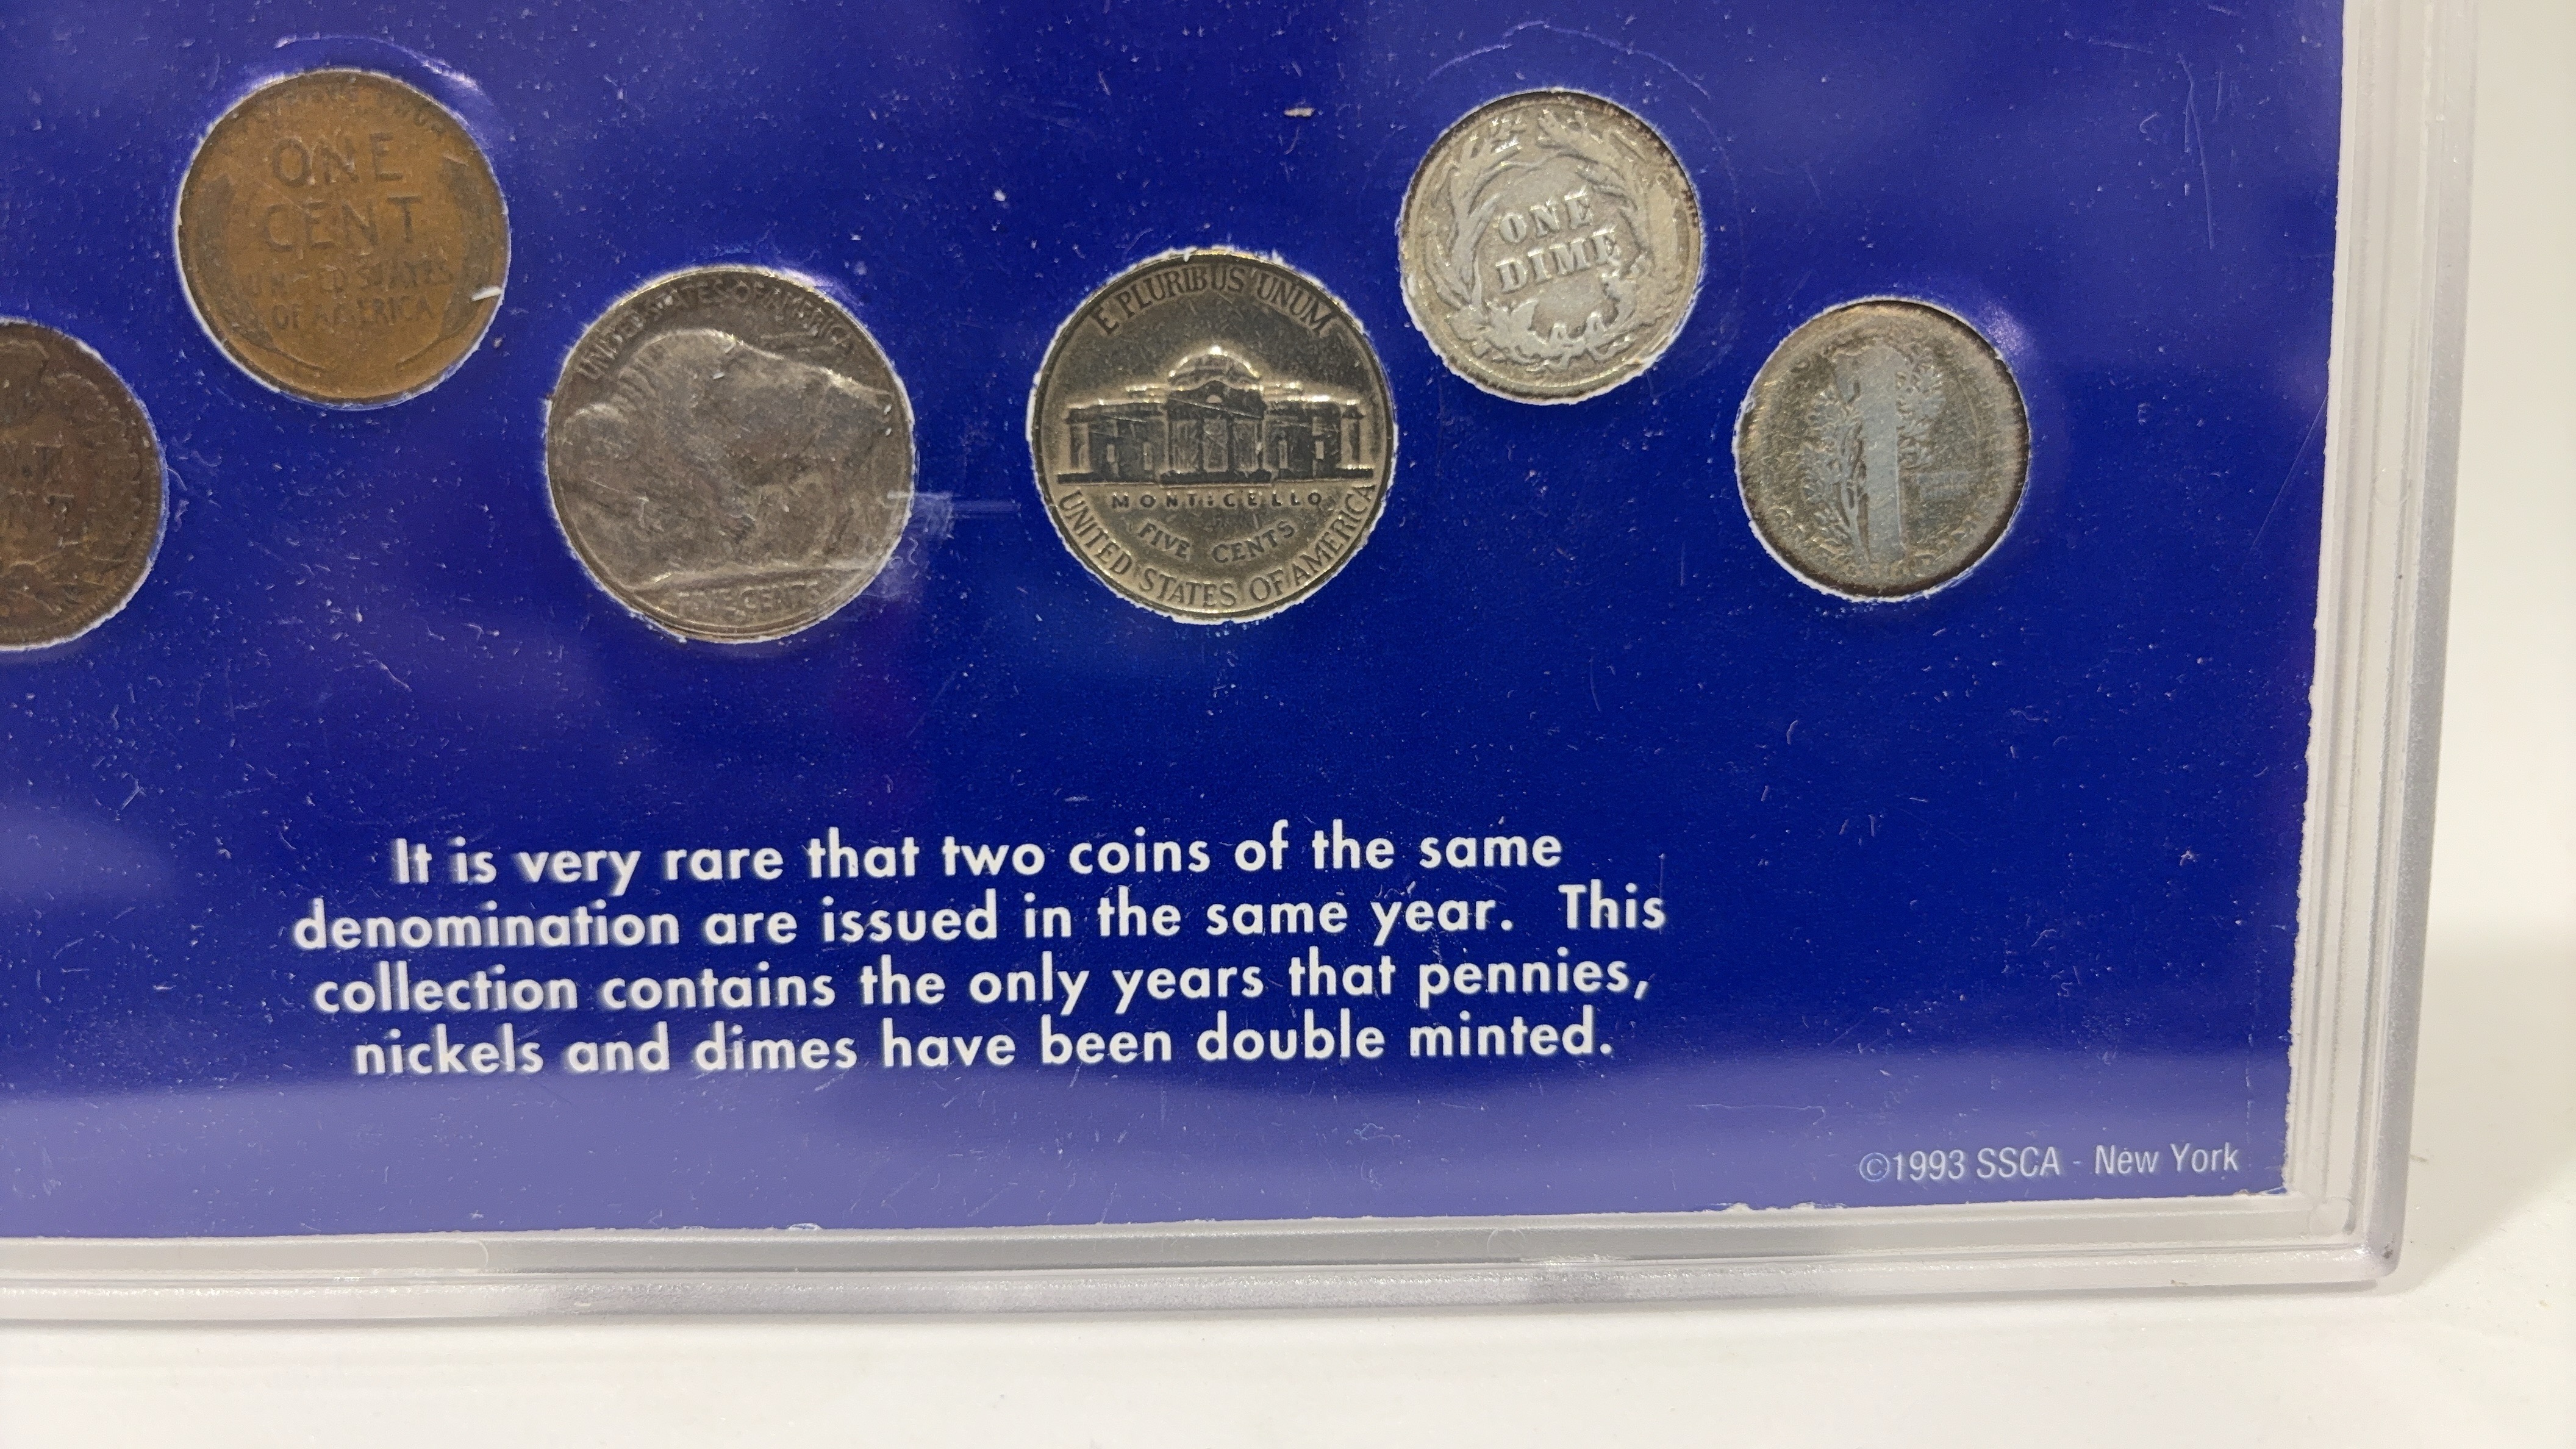 ONE
CENT
UNITED STATES
OF AMERICA
UNITED STATES OF AMERICA
FIVE CENTS
E PLURIBUS UNUM
MONTICELLO
FIVE CENTS
UNITED STATES OF AMERICA
ONE
DIME
It is very rare that two coins of the same
denomination are issued in the same year. This
collection contains the only years that pennies,
nickels and dimes have been double minted.
©1993 SSCA - New York